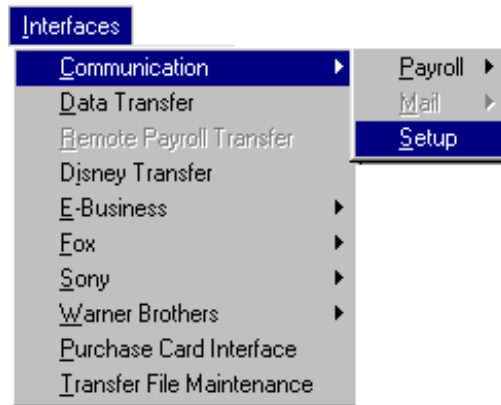 Interfaces
Communication
Data Transfer
Remote Payroll Transfer
Disney Transfer
E-Business
Fox
Sony
Warner Brothers
Purchase Card Interface
Transfer File Maintenance
Payroll
Mail
Setup